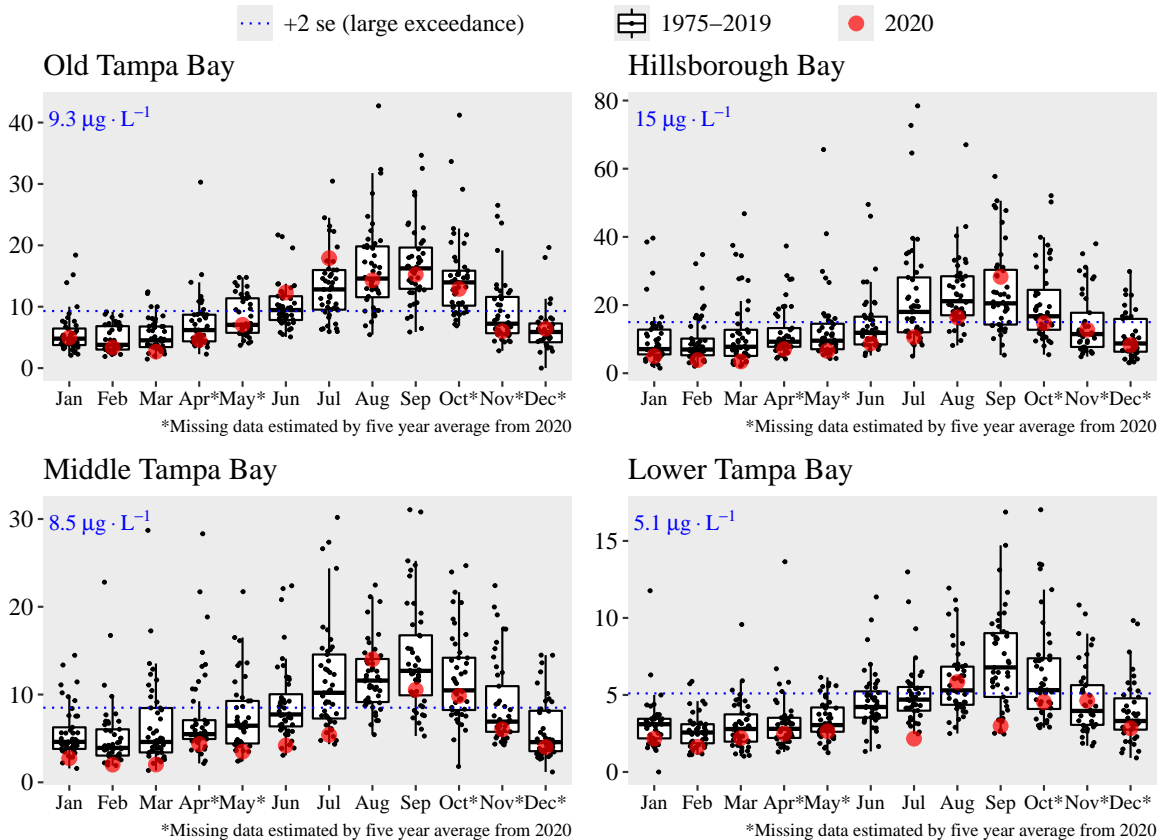 +2 se (large exceedance) 1975−2019 2020
Old Tampa Bay
9.3 μg · L−1
40
30
20
10
0
Jan Feb Mar Apr* May* Jun Jul Aug Sep Oct* Nov* Dec*
*Missing data estimated by five year average from 2020
Hillsborough Bay
15 μg · L−1
80
60
40
20
0
Jan Feb Mar Apr* May* Jun Jul Aug Sep Oct* Nov* Dec*
*Missing data estimated by five year average from 2020
Middle Tampa Bay
8.5 μg · L−1
30
20
10
0
Jan Feb Mar Apr* May* Jun Jul Aug Sep Oct* Nov* Dec*
*Missing data estimated by five year average from 2020
Lower Tampa Bay
5.1 μg · L−1
15
10
5
0
Jan Feb Mar Apr* May* Jun Jul Aug Sep Oct* Nov* Dec*
*Missing data estimated by five year average from 2020